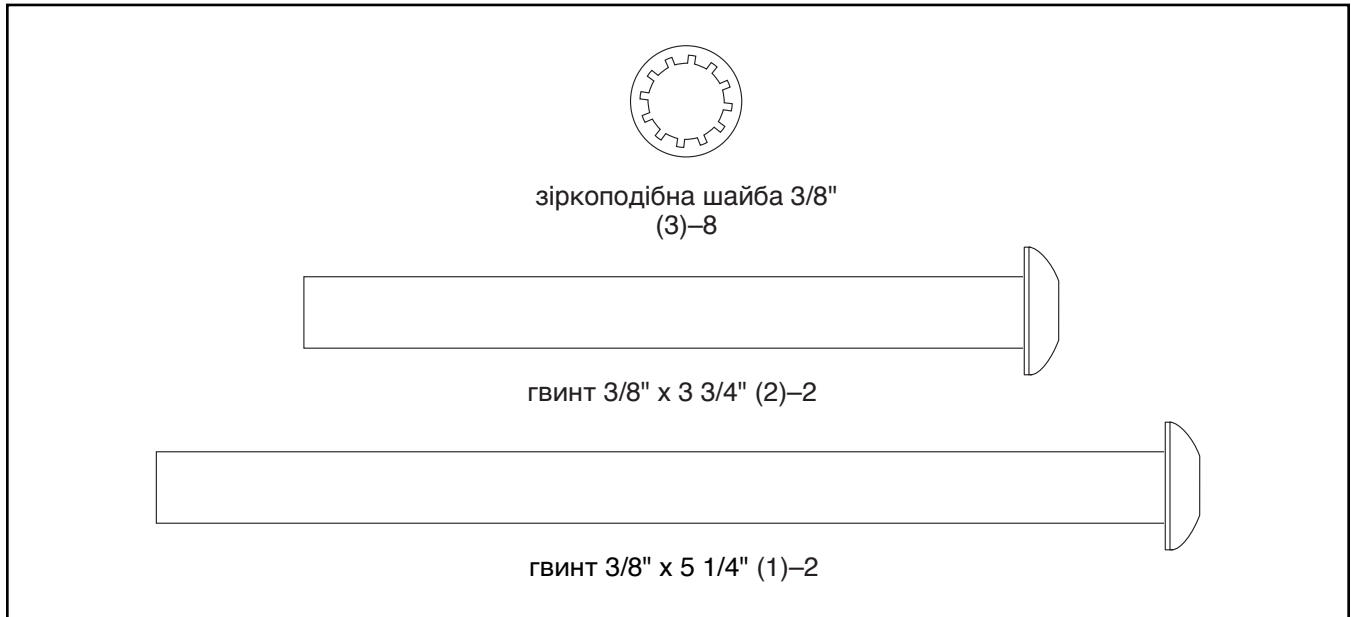 зіркоподібна шайба 3/8"
(3)–8
гвинт 3/8" x 3 3/4" (2)–2
гвинт 3/8" x 5 1/4" (1)–2